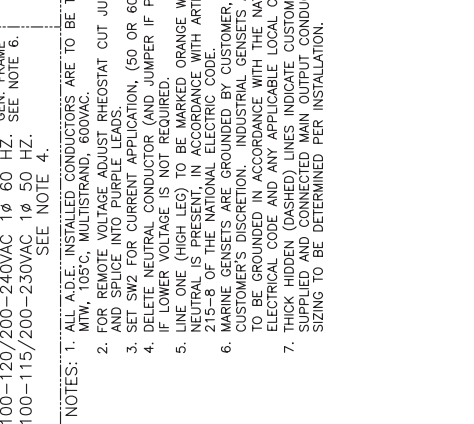 100-120/200-240VAC 1ø 60 HZ. GEN. FRAME
100-115/200-230VAC 1ø 50 HZ. SEE NOTE 6.
SEE NOTE 4.
NOTES: 1. ALL A.D.E. INSTALLED CONDUCTORS ARE TO BE
MTW, 105°C, MULTISTRAND, 600VAC.
2. FOR REMOTE VOLTAGE ADJUST RHEOSTAT CUT
AND SPLICE INTO PURPLE LEADS.
3. SET SW2 FOR CURRENT APPLICATION, (50 OR
4. DELETE NEUTRAL CONDUCTOR (AND JUMPER IF
IF LOWER VOLTAGE IS NOT REQUIRED.
5. LINE ONE (HIGH LEG) TO BE MARKED ORANGE
NEUTRAL IS PRESENT, IN ACCORDANCE WITH
215-8 OF THE NATIONAL ELECTRIC CODE.
6. MARINE GENSETS ARE GROUNDED BY CUSTOMER,
CUSTOMER'S DISCRETION. INDUSTRIAL GENSETS
TO BE GROUNDED IN ACCORDANCE WITH THE
ELECTRICAL CODE AND ANY APPLICABLE LOCAL
7. THICK HIDDEN (DASHED) LINES INDICATE
SUPPLIED AND CONNECTED MAIN OUTPUT
SIZING TO BE DETERMINED PER INSTALLATION.